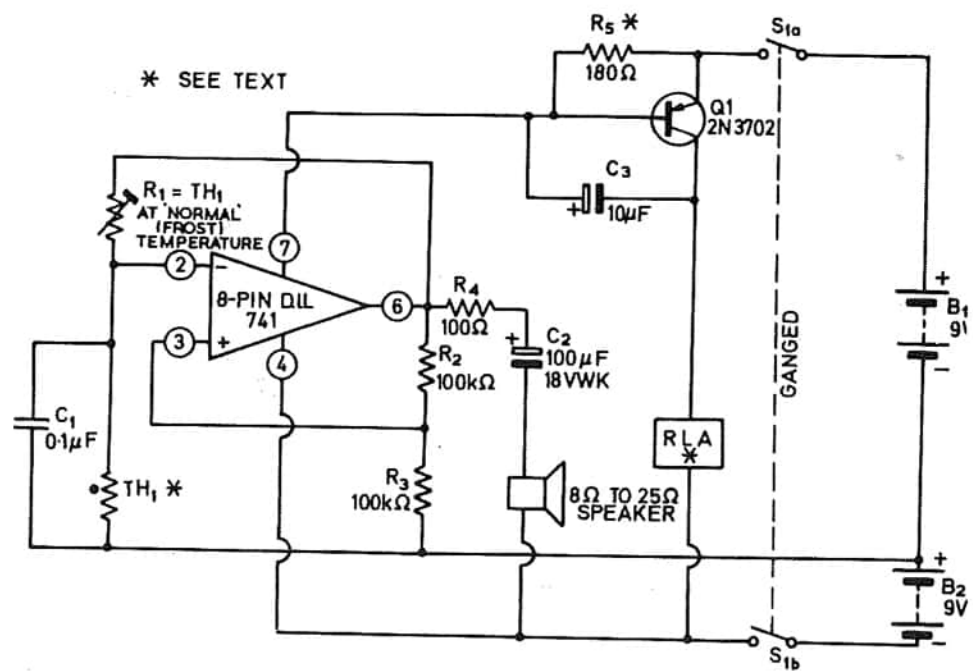 R5 *
180Ω
S1a
* SEE TEXT
Q1
2N3702
C3
+
10µF
R1 = TH1
AT 'NORMAL'
(FROST)
TEMPERATURE
7
2
-
8-PIN D.I.L
741
6
3
+
4
R4
100Ω
+
C2
100µF
18VWK
R2
100kΩ
GANGED
+
B1
9V
-
C1
0·1µF
RLA
*
TH1 *
R3
100kΩ
8Ω TO 25Ω
SPEAKER
+
B2
9V
-
S1b